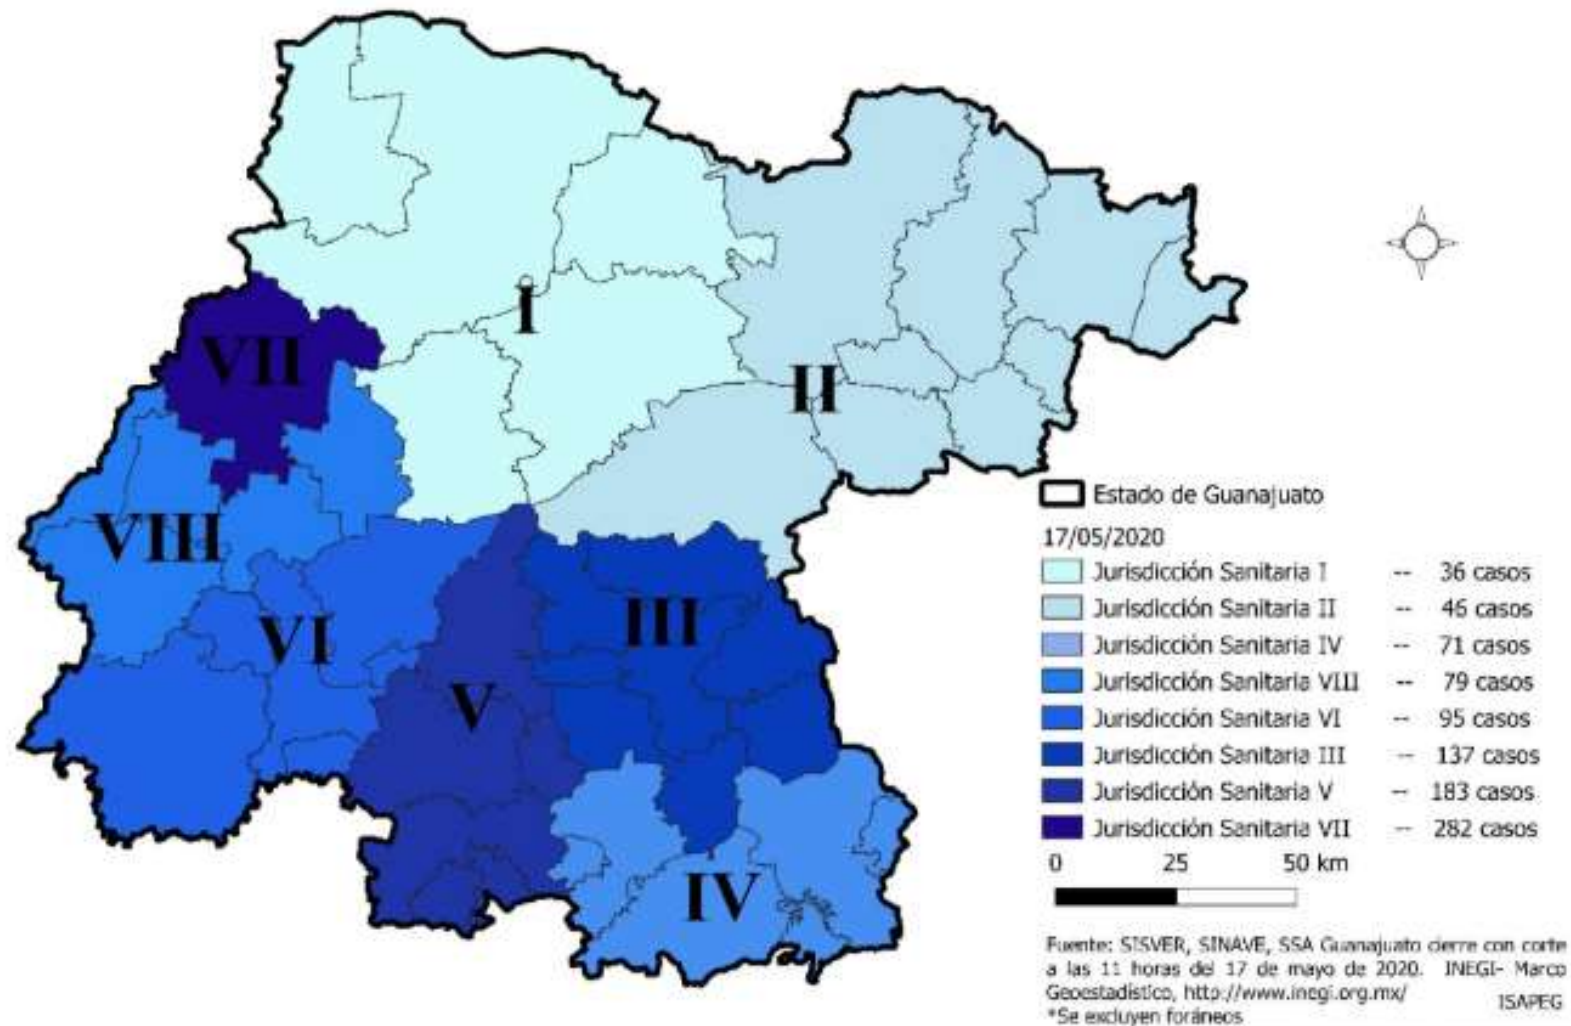 I
VII
II
VIII
VI
III
V
IV
Estado de Guanajuato
17/05/2020
Jurisdicción Sanitaria I -- 36 casos
Jurisdicción Sanitaria II -- 46 casos
Jurisdicción Sanitaria IV -- 71 casos
Jurisdicción Sanitaria VIII -- 79 casos
Jurisdicción Sanitaria VI -- 95 casos
Jurisdicción Sanitaria III -- 137 casos
Jurisdicción Sanitaria V -- 183 casos
Jurisdicción Sanitaria VII -- 282 casos
0 25 50 km
Fuente: SISVER, SINAVE, SSA Guanajuato cierre con corte
a las 11 horas del 17 de mayo de 2020. INEGI- Marco
Geoestadístico, http://www.inegi.org.mx/
ISAPEG
*Se excluyen foráneos